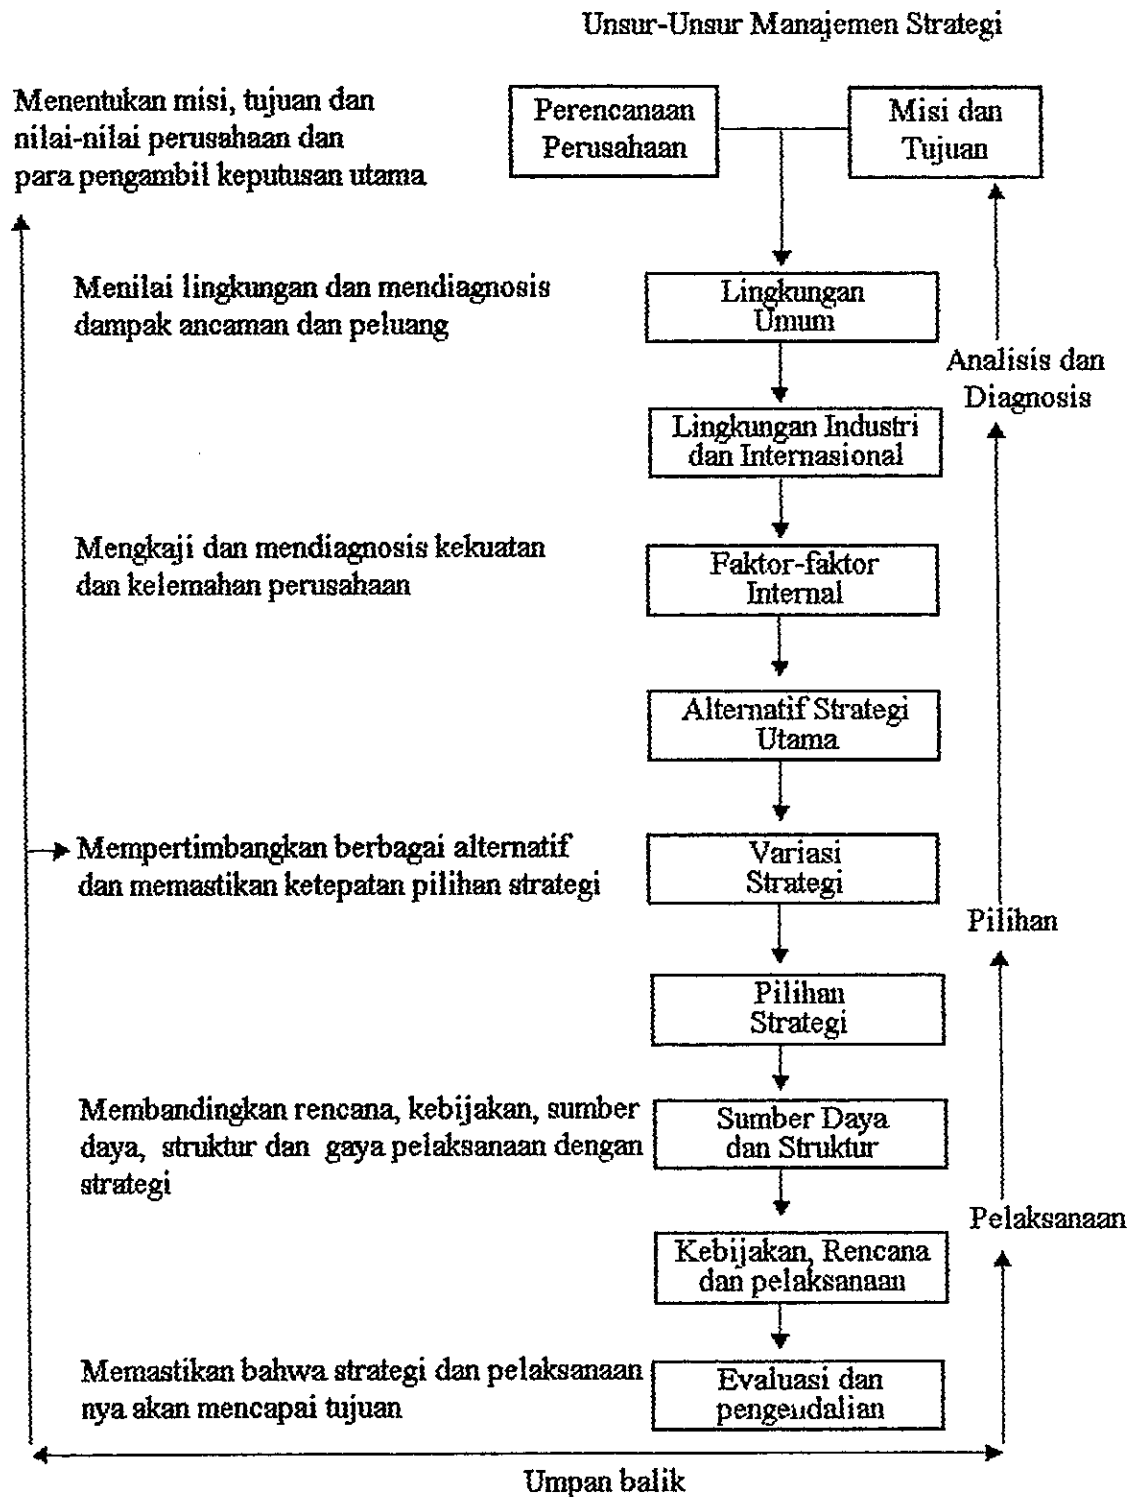 Unsur-Unsur Manajemen Strategi
Menentukan misi, tujuan dan
nilai-nilai perusahaan dan
para pengambil keputusan utama
Perencanaan
Perusahaan
Misi dan
Tujuan
Menilai lingkungan dan mendiagnosis
dampak ancaman dan peluang
Lingkungan
Umum
Analisis dan
Diagnosis
Lingkungan Industri
dan Internasional
Mengkaji dan mendiagnosis kekuatan
dan kelemahan perusahaan
Faktor-faktor
Internal
Alternatif Strategi
Utama
Mempertimbangkan berbagai alternatif
dan memastikan ketepatan pilihan strategi
Variasi
Strategi
Pilihan
Pilihan
Strategi
Membandingkan rencana, kebijakan, sumber
daya, struktur dan gaya pelaksanaan dengan
strategi
Sumber Daya
dan Struktur
Pelaksanaan
Kebijakan, Rencana
dan pelaksanaan
Memastikan bahwa strategi dan pelaksanaan
nya akan mencapai tujuan
Evaluasi dan
pengendalian
Umpan balik